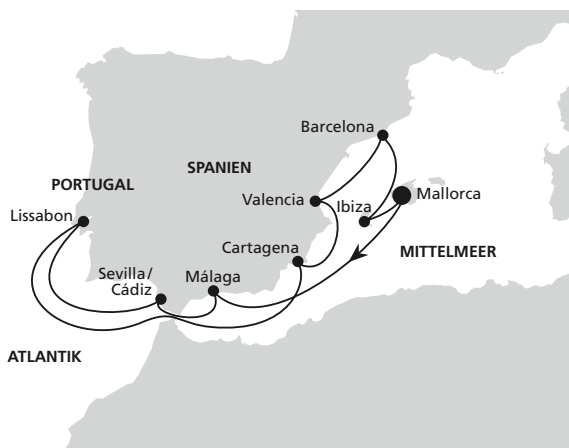 Barcelona
SPANIEN
PORTUGAL
Valencia
Ibiza
Mallorca
Lissabon
Cartagena
MITTELMEER
Sevilla/
Cádiz
Málaga
ATLANTIK